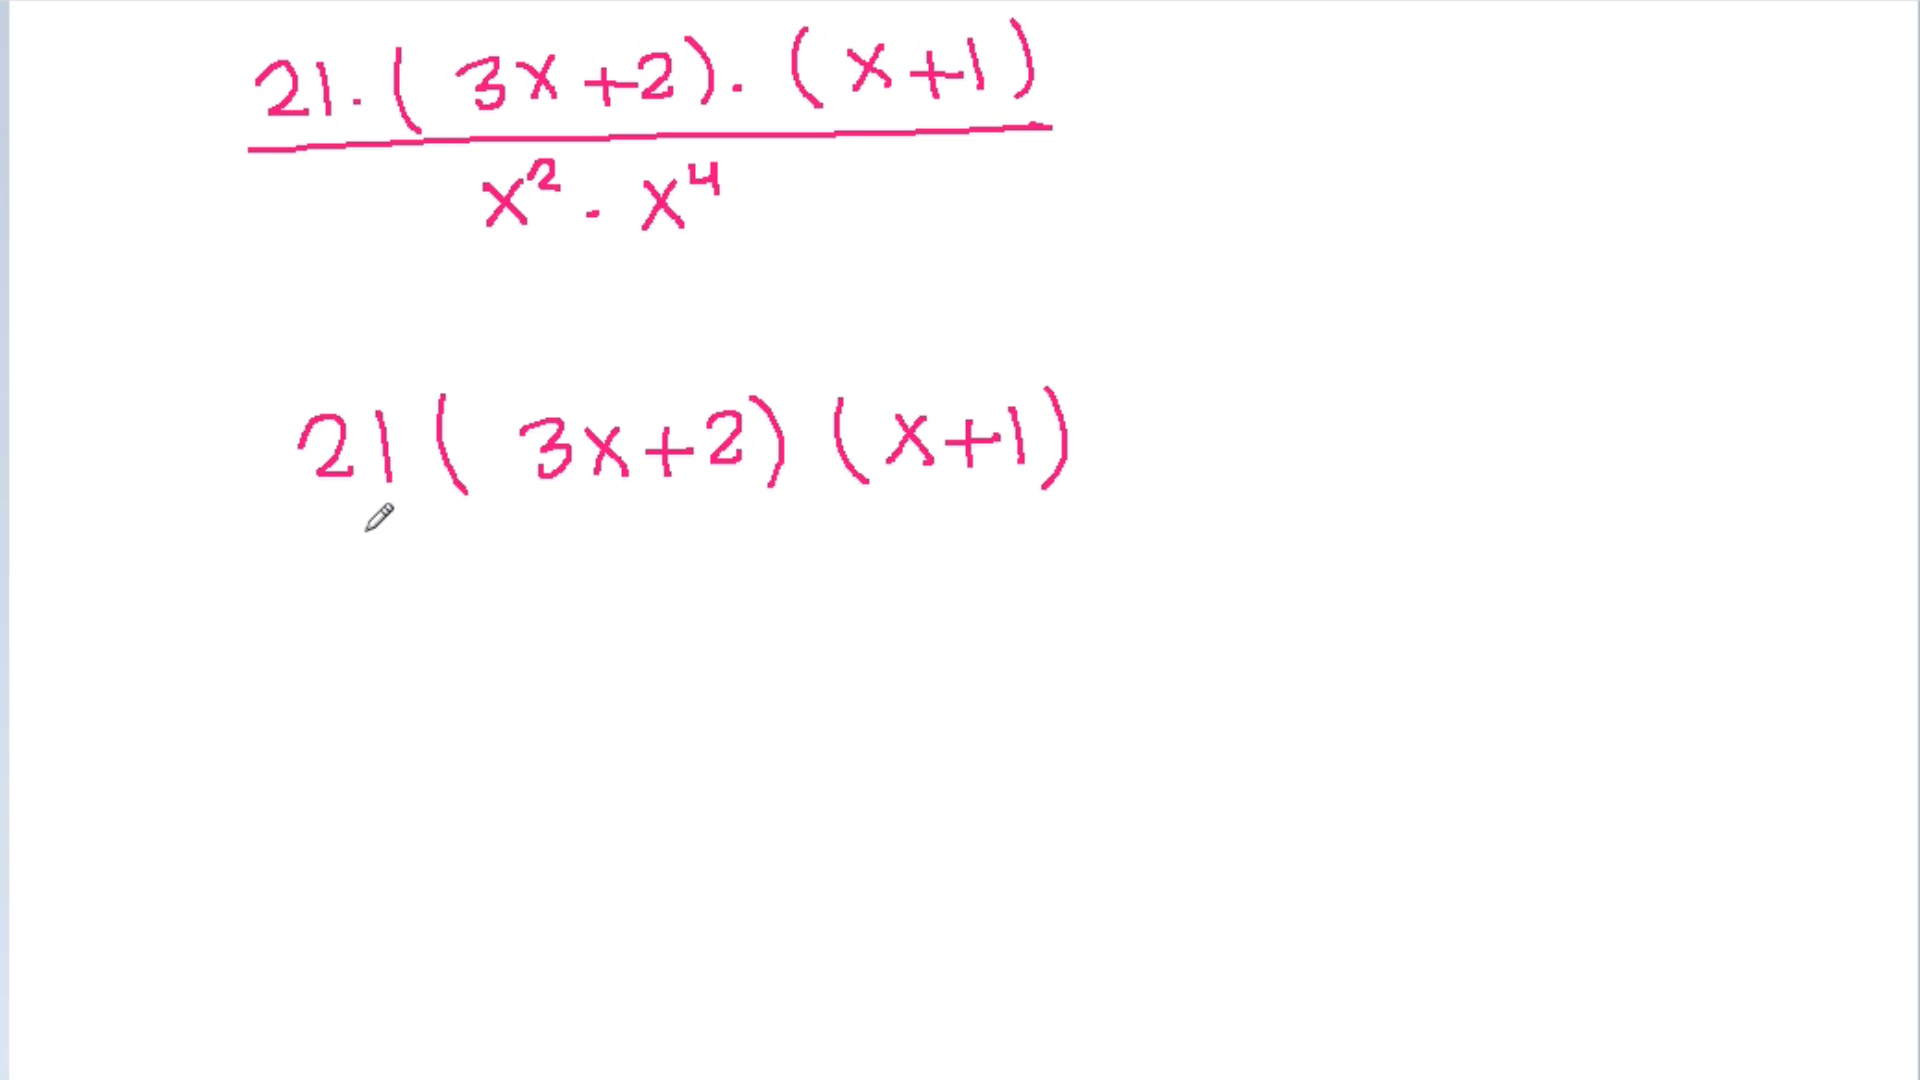 21.(3x+2).(x+1)
x² . x⁴
21(3x+2)(x+1)